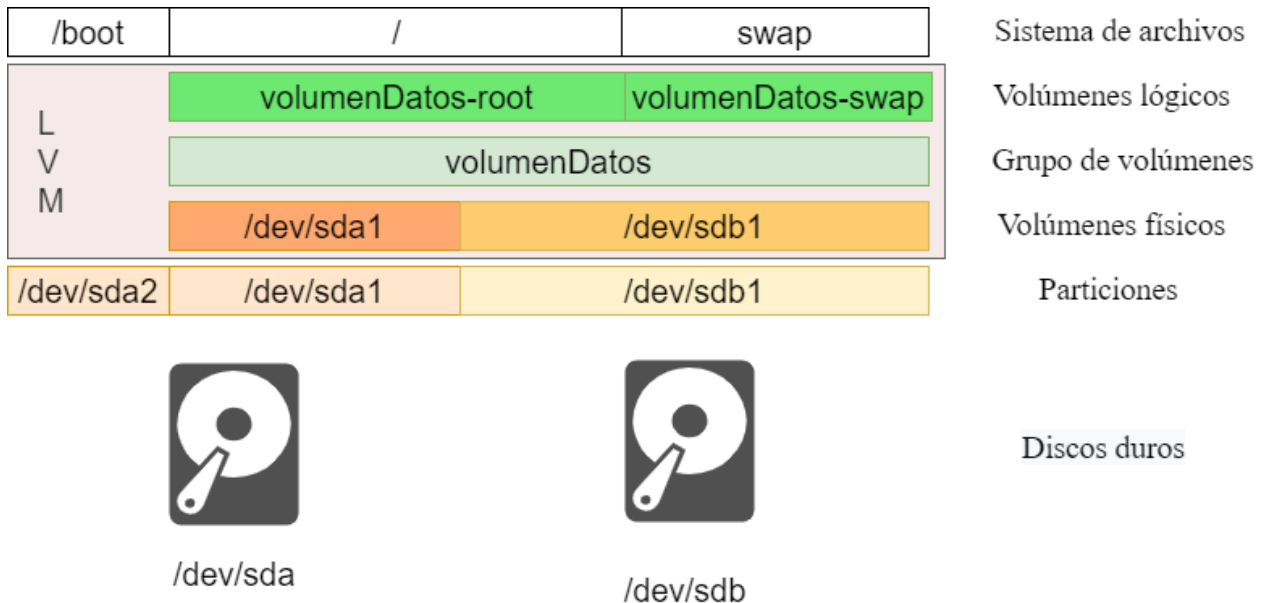 /boot / swap Sistema de archivos
volumenDatos-root volumenDatos-swap Volúmenes lógicos
L
V
M
volumenDatos Grupo de volúmenes
/dev/sda1 /dev/sdb1 Volúmenes físicos
/dev/sda2 /dev/sda1 /dev/sdb1 Particiones
Discos duros
/dev/sda
/dev/sdb